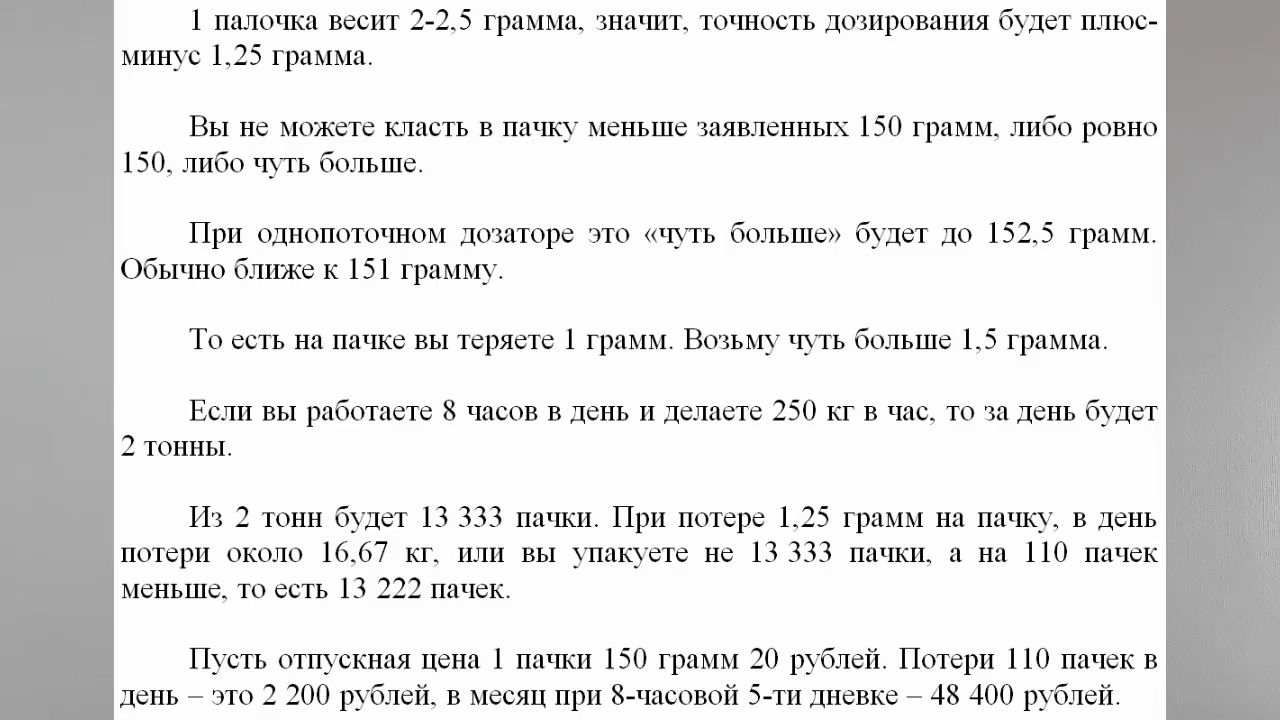 1 палочка весит 2-2,5 грамма, значит, точность дозирования будет плюс-
минус 1,25 грамма.
Вы не можете класть в пачку меньше заявленных 150 грамм, либо ровно
150, либо чуть больше.
При однопоточном дозаторе это «чуть больше» будет до 152,5 грамм.
Обычно ближе к 151 грамму.
То есть на пачке вы теряете 1 грамм. Возьму чуть больше 1,5 грамма.
Если вы работаете 8 часов в день и делаете 250 кг в час, то за день будет
2 тонны.
Из 2 тонн будет 13 333 пачки. При потере 1,25 грамм на пачку, в день
потери около 16,67 кг, или вы упакуете не 13 333 пачки, а на 110 пачек
меньше, то есть 13 222 пачек.
Пусть отпускная цена 1 пачки 150 грамм 20 рублей. Потери 110 пачек в
день – это 2 200 рублей, в месяц при 8-часовой 5-ти дневке – 48 400 рублей.